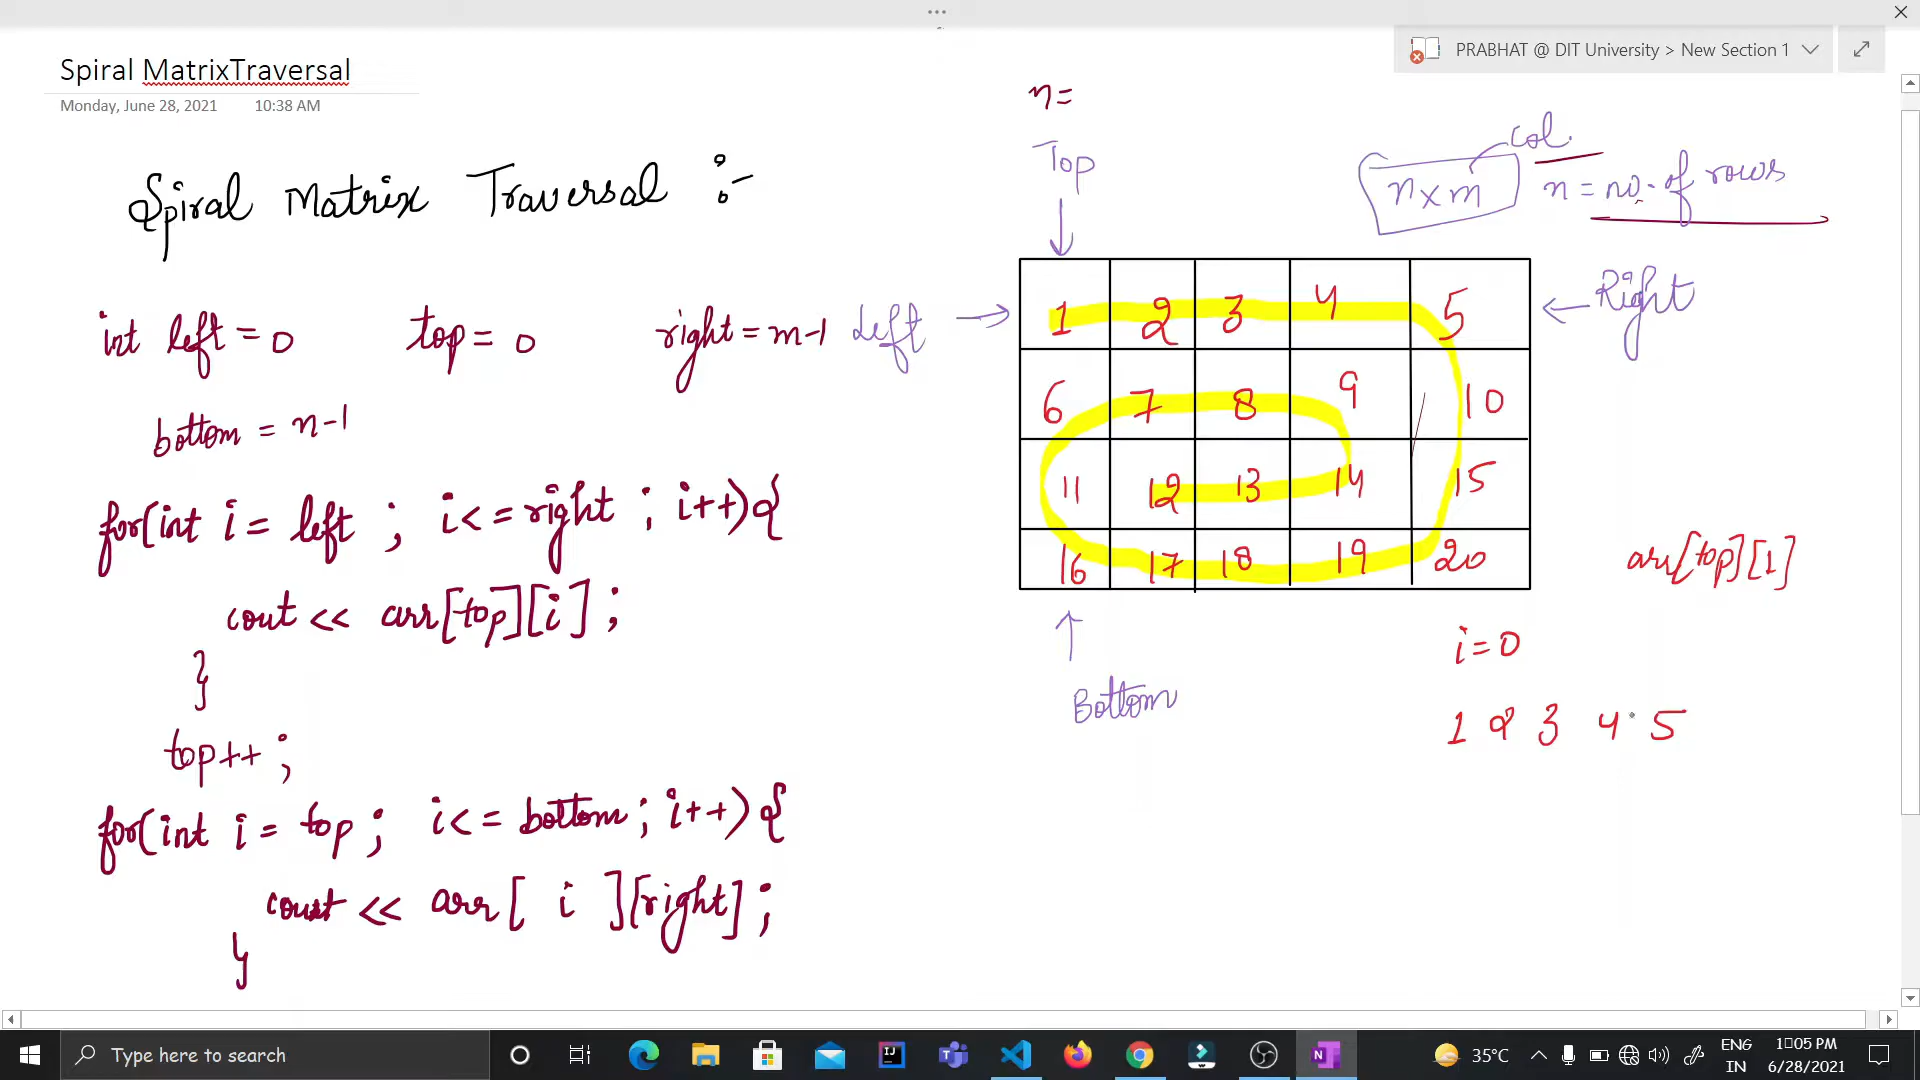 PRABHAT @ DIT University > New Section 1
Spiral MatrixTraversal
Monday, June 28, 2021 10:38 AM
n=
Top
col.
n x m
n = no. of rows
Spiral Matrix Traversal :-
int left = 0 top = 0 right = m-1
bottom = n-1
Left
Right
1 2 3 4 5
6 7 8 9 10
11 12 13 14 15
16 17 18 19 20
Bottom
for(int i = left ; i<=right ; i++){
cout << arr[top][i] ;
}
top++ ;
for(int i = top ; i<= bottom ; i++){
cout << arr[ i ][right] ;
}
arr[top][1]
i = 0
1 2 3 4 5
Type here to search
35°C
ENG
IN
1:05 PM
6/28/2021